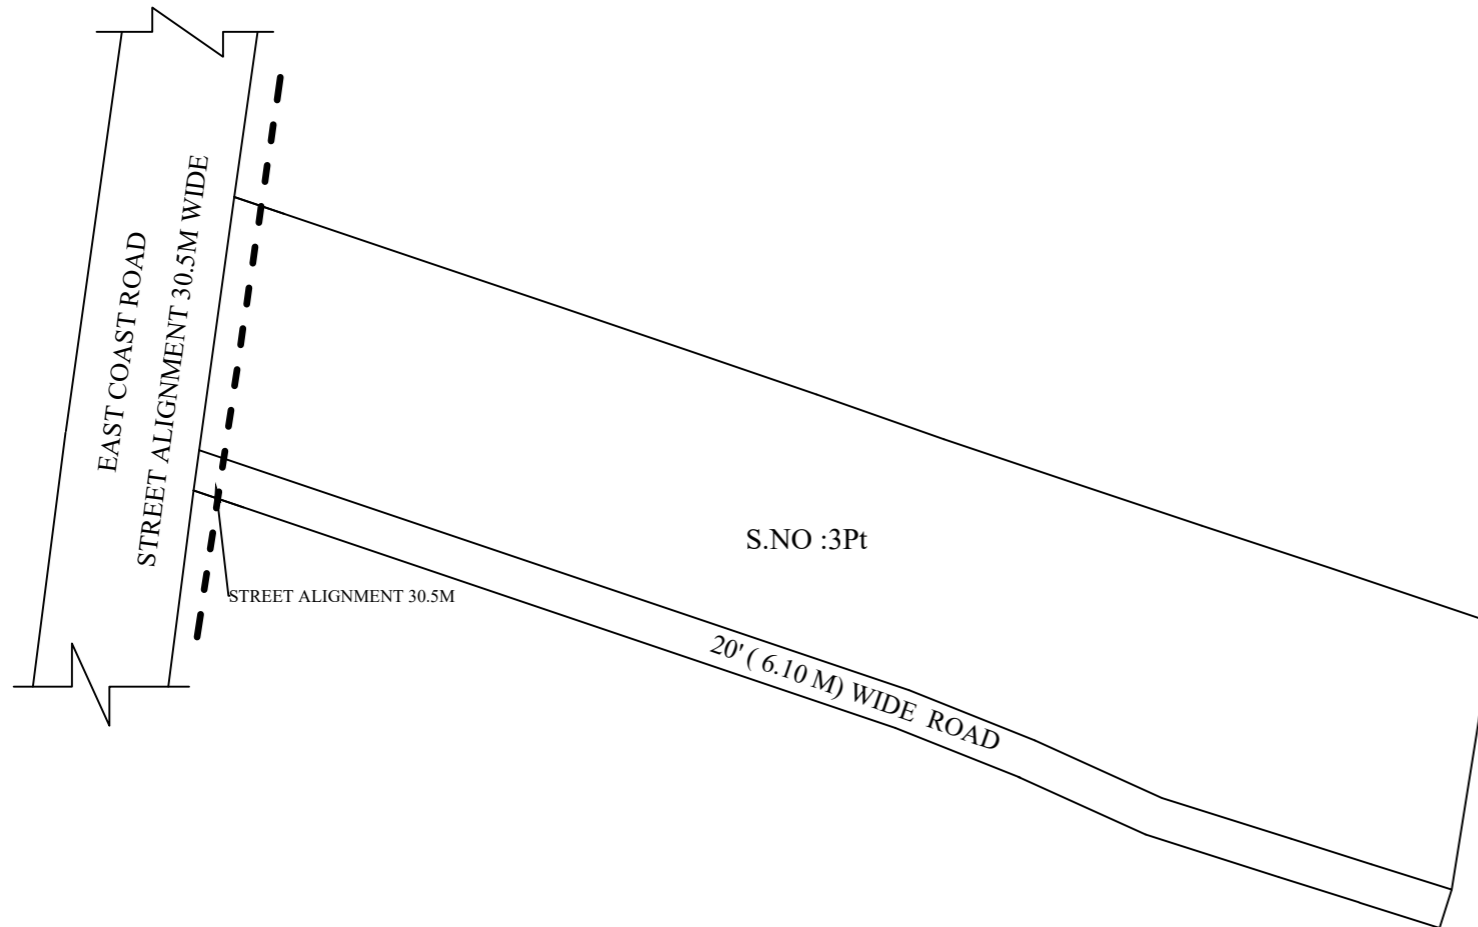 EAST COAST ROAD
STREET ALIGNMENT 30.5M WIDE
S.NO :3Pt
STREET ALIGNMENT 30.5M
20' ( 6.10 M) WIDE ROAD